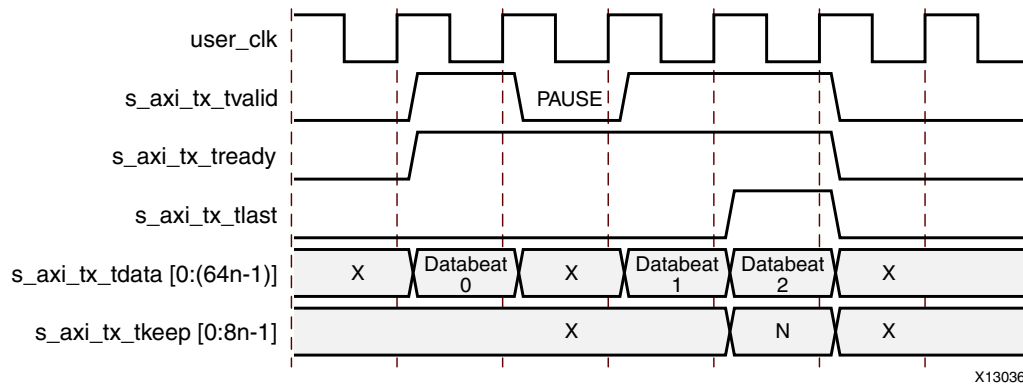 user_clk
s_axi_tx_tvalid
PAUSE
s_axi_tx_tready
s_axi_tx_tlast
s_axi_tx_tdata [0:(64n-1)]
X
Databeat
0
X
Databeat
1
Databeat
2
X
s_axi_tx_tkeep [0:8n-1]
X
N
X
X13036